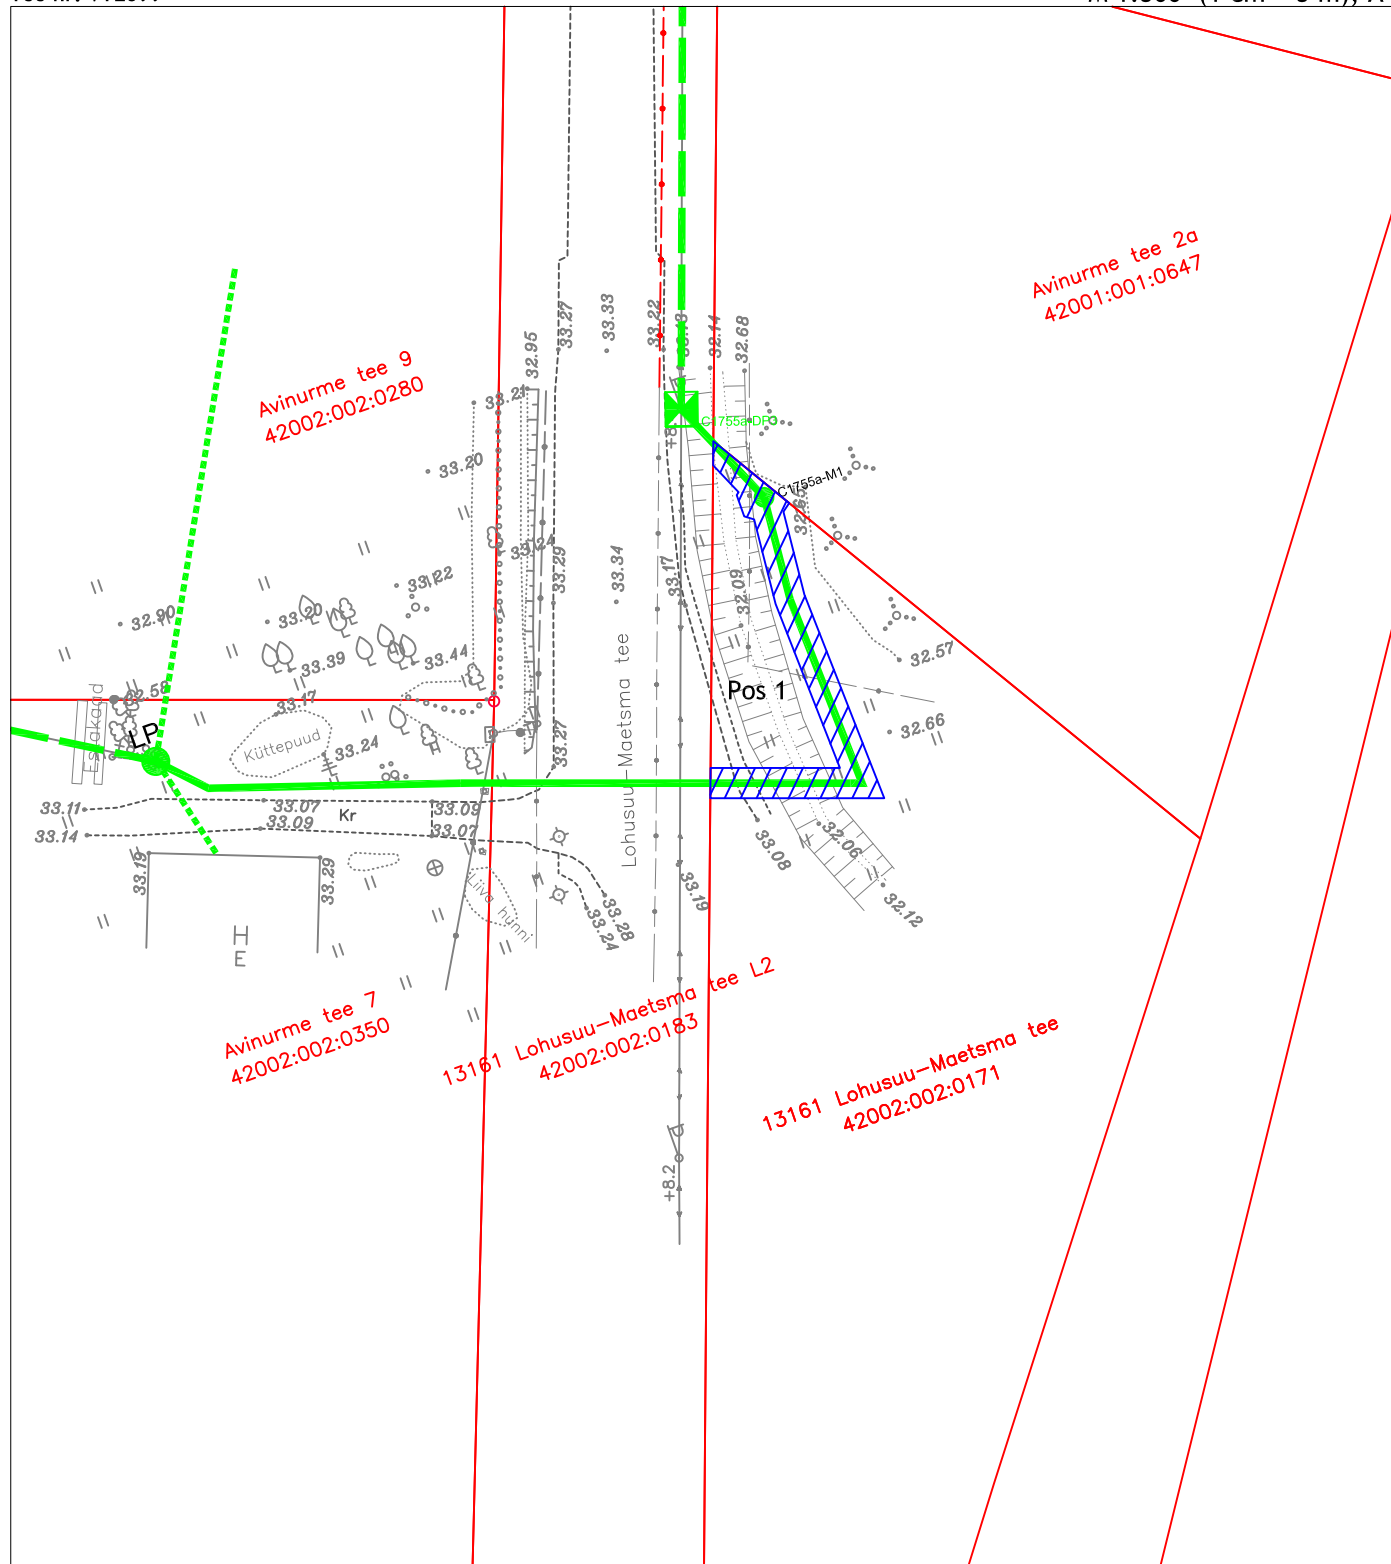 Avinurme tee 2a
42001:001:0647
33.27
33.33
33.22
32.14
32.68
32.95
Avinurme tee 9
42002:002:0280
33.21
C1755a-DP3
33.20
C1755a-M1
32.65
33.24
33.29
33.34
33.17
32.09
33.22
33.20
32.90
33.39
33.44
32.57
32.58
33.17
Pos 1
32.66
Essakaad
LP
Küttepuud
33.24
33.27
Lohusuu-Maetsma tee
33.11
33.07
33.09
Kr
33.14
33.09
33.07
33.08
32.06
33.19
33.29
Liiva hunni
33.19
32.12
33.28
33.24
H
E
Avinurme tee 7
42002:002:0350
13161 Lohusuu-Maetsma tee L2
42002:002:0183
13161 Lohusuu-Maetsma tee
42002:002:0171
+8.2